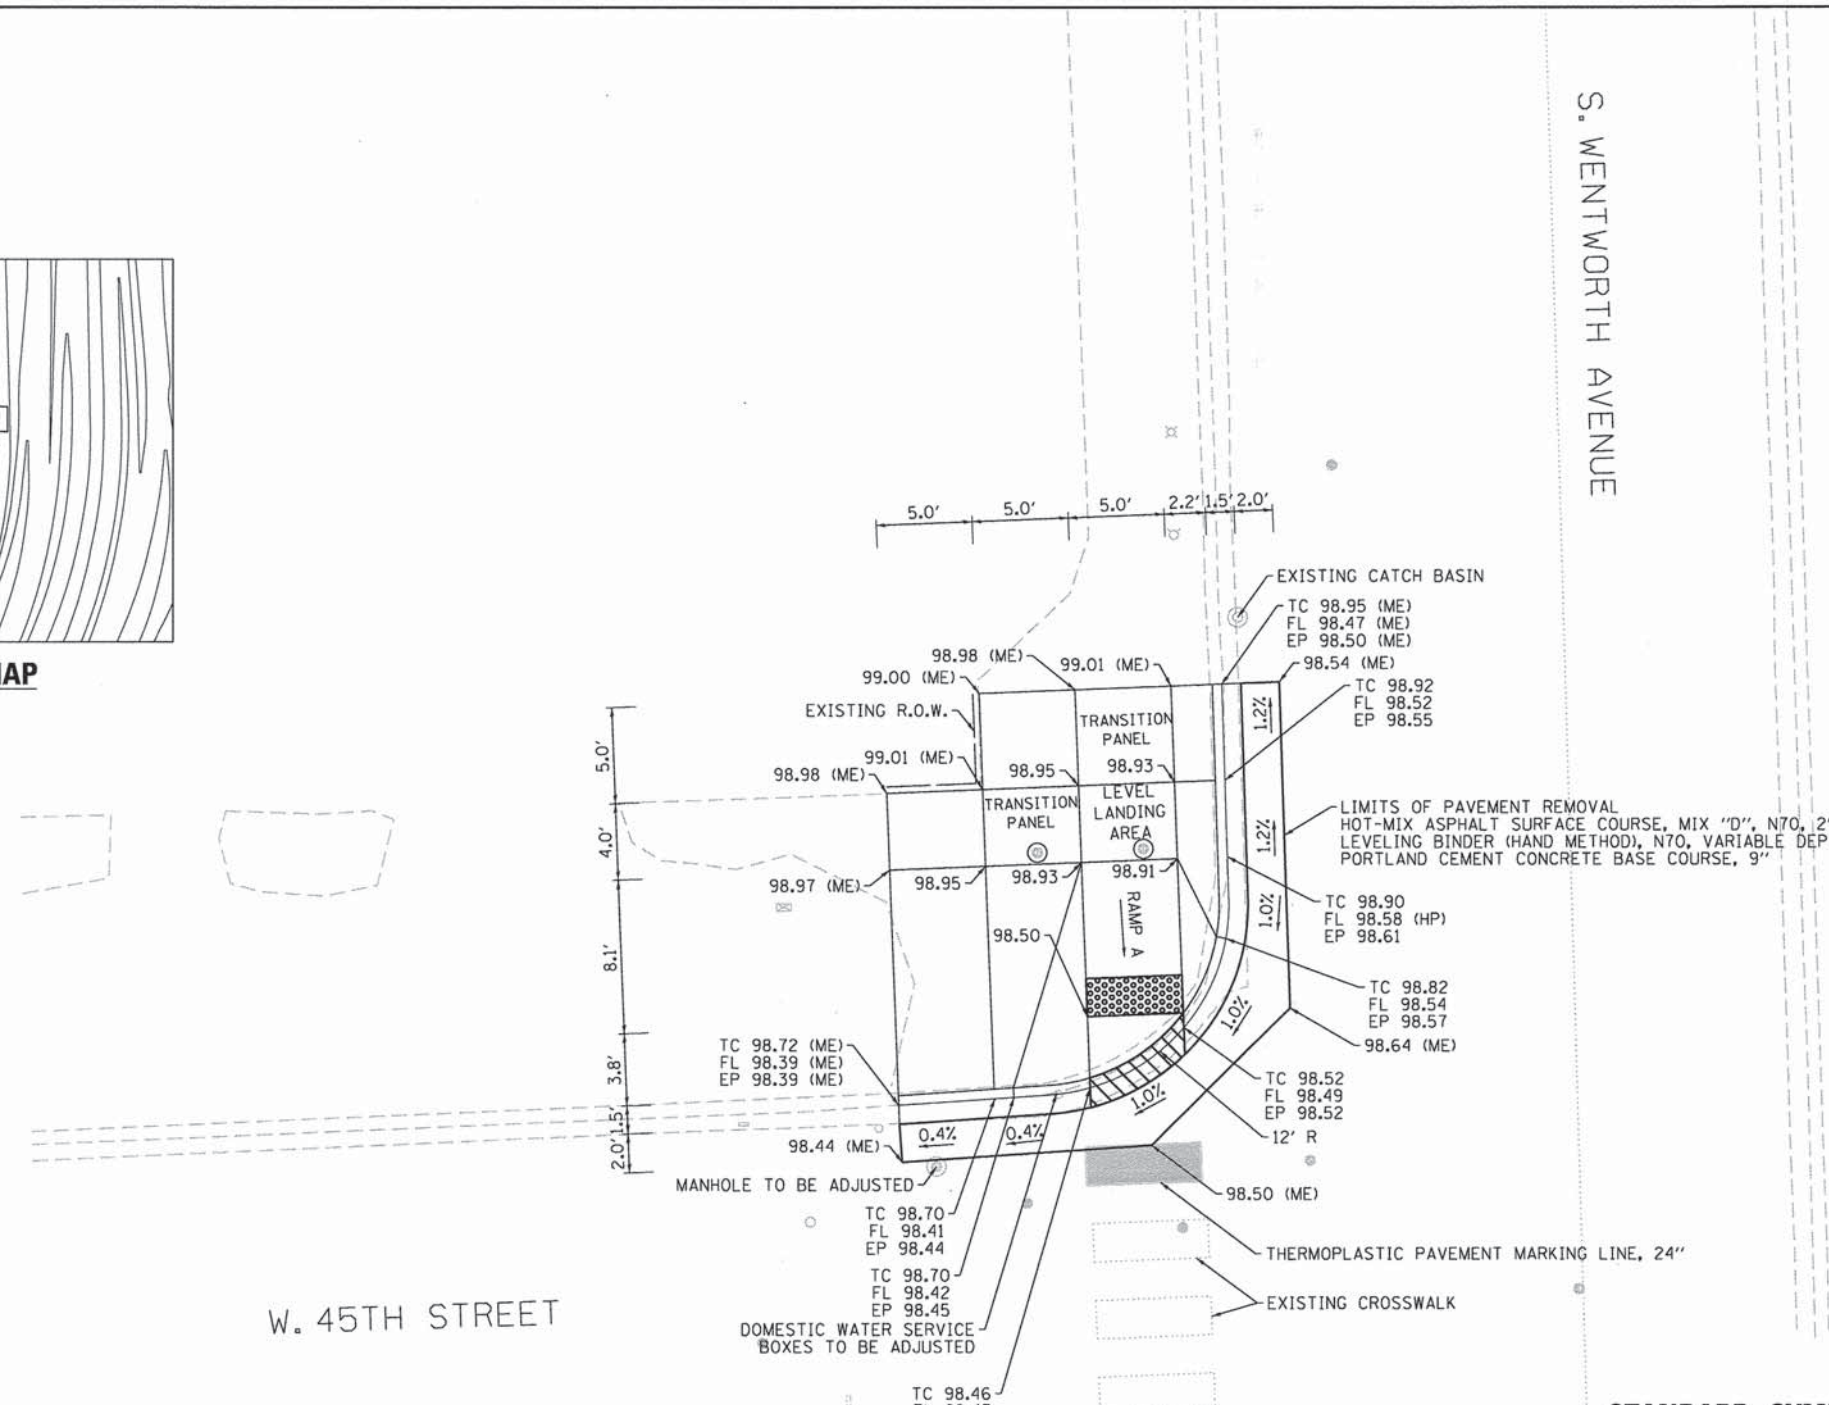 S. WENTWORTH AVENUE
5.0'
5.0'
5.0'
2.2'
1.5'
2.0'
EXISTING CATCH BASIN
TC 98.95 (ME)
FL 98.47 (ME)
EP 98.50 (ME)
98.54 (ME)
98.98 (ME)
99.01 (ME)
99.00 (ME)
TC 98.92
FL 98.52
EP 98.55
MAP
EXISTING R.O.W.
TRANSITION
PANEL
1.2%
5.0'
99.01 (ME)
98.98 (ME)
98.95
98.93
TRANSITION
PANEL
LEVEL
LANDING
AREA
1.2%
LIMITS OF PAVEMENT REMOVAL
HOT-MIX ASPHALT SURFACE COURSE, MIX "D", N70, 2"
LEVELING BINDER (HAND METHOD), N70, VARIABLE DEP
PORTLAND CEMENT CONCRETE BASE COURSE, 9"
4.0'
98.97 (ME)
98.95
98.93
98.91
RAMP A
1.0%
TC 98.90
FL 98.58 (HP)
EP 98.61
98.50
8.1'
TC 98.82
FL 98.54
EP 98.57
1.0%
98.64 (ME)
TC 98.72 (ME)
FL 98.39 (ME)
EP 98.39 (ME)
3.8'
TC 98.52
FL 98.49
EP 98.52
1.0%
1.5'
12' R
0.4%
0.4%
98.44 (ME)
2.0'
MANHOLE TO BE ADJUSTED
98.50 (ME)
TC 98.70
FL 98.41
EP 98.44
THERMOPLASTIC PAVEMENT MARKING LINE, 24"
TC 98.70
FL 98.42
EP 98.45
EXISTING CROSSWALK
W. 45TH STREET
DOMESTIC WATER SERVICE
BOXES TO BE ADJUSTED
TC 98.46